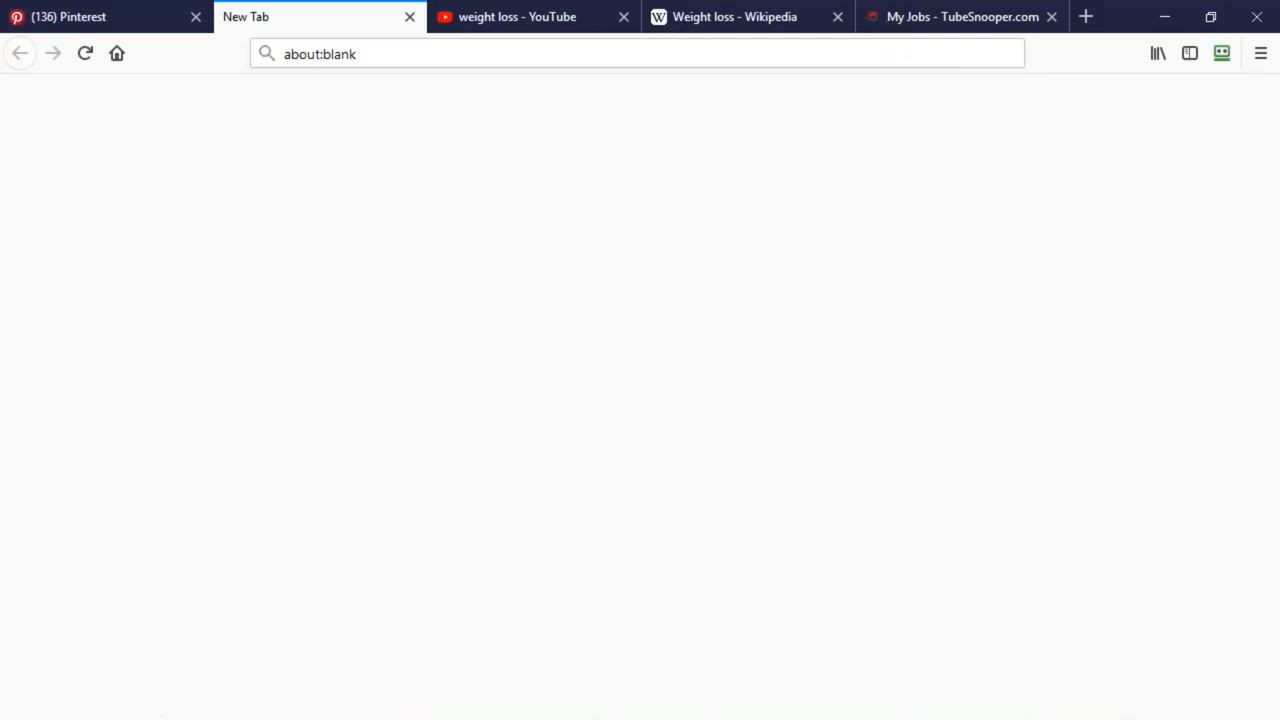 (136) Pinterest
New Tab
weight loss - YouTube
W Weight loss - Wikipedia
My Jobs - TubeSnooper.com
about:blank